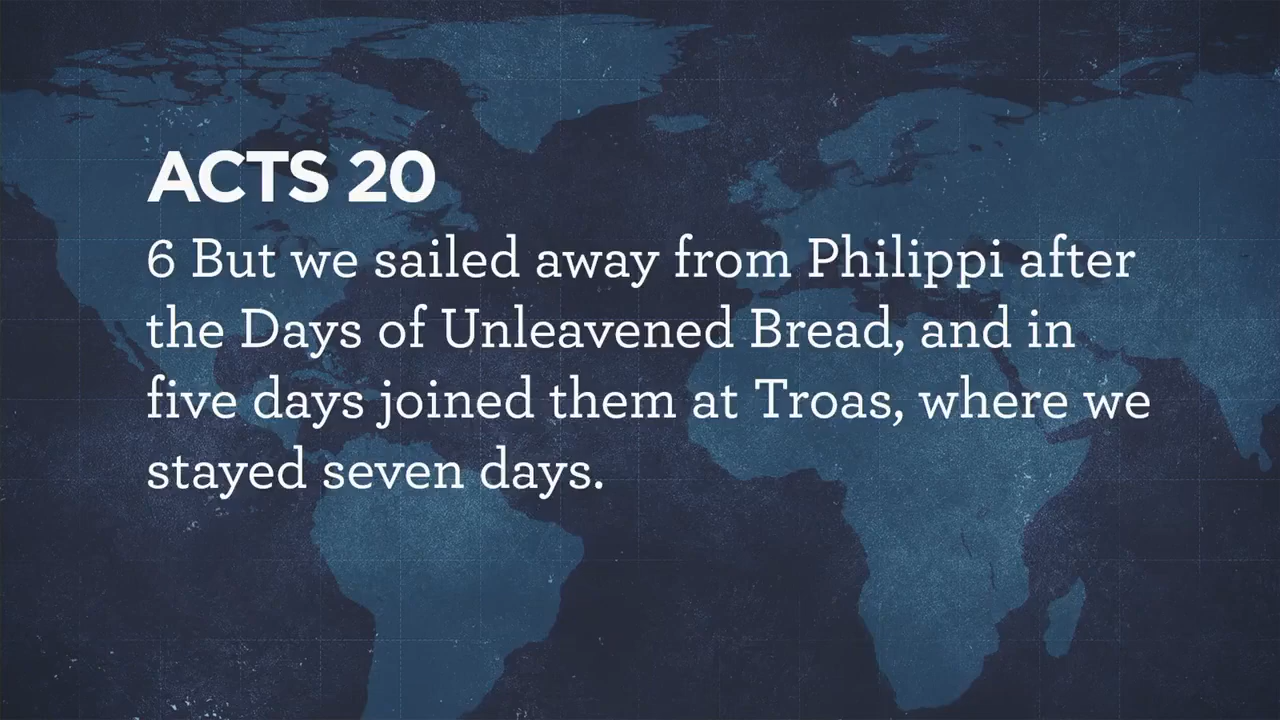 ACTS 20
6 But we sailed away from Philippi after
the Days of Unleavened Bread, and in
five days joined them at Troas, where we
stayed seven days.